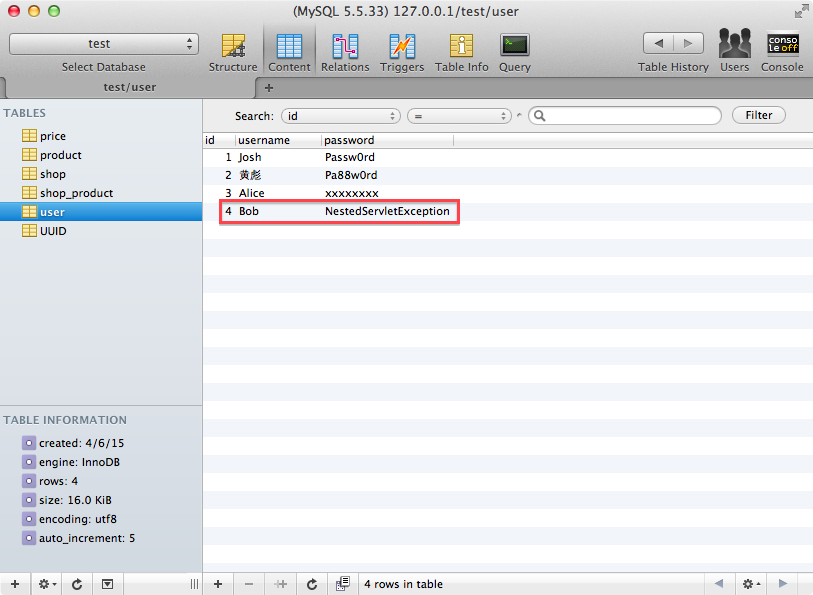 (MySQL 5.5.33) 127.0.0.1/test/user
test
Select Database
Structure
Content
Relations
Triggers
Table Info
Query
Table History
Users
conso
le off
Console
test/user
TABLES
price
product
shop
shop_product
user
UUID
TABLE INFORMATION
created: 4/6/15
engine: InnoDB
rows: 4
size: 16.0 KiB
encoding: utf8
auto_increment: 5
Search: id = Filter
id username password
1 Josh Passw0rd
2 黄彪 Pa88w0rd
3 Alice xxxxxxxx
4 Bob NestedServletException
4 rows in table